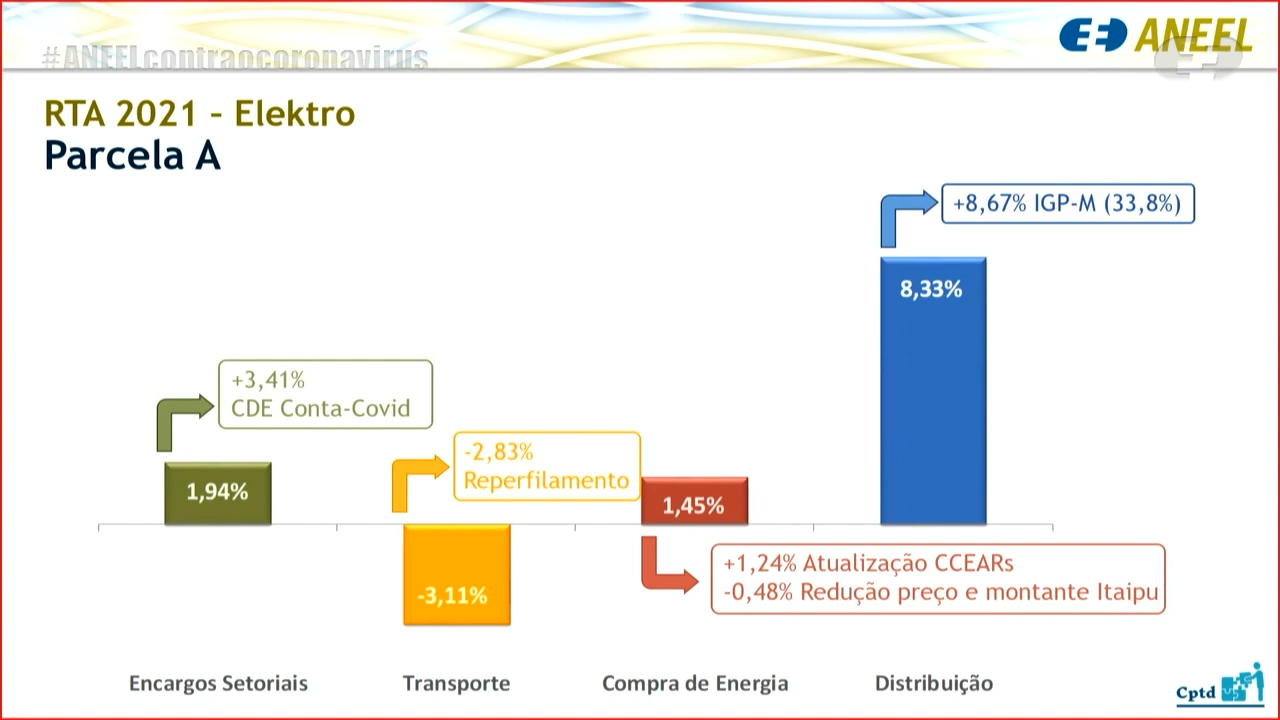 #ANEELcontraocoronavirus
ANEEL
RTA 2021 – Elektro
Parcela A
+8,67% IGP-M (33,8%)
8,33%
+3,41%
CDE Conta-Covid
-2,83%
Reperfilamento
1,94%
1,45%
-3,11%
+1,24% Atualização CCEARs
-0,48% Redução preço e montante Itaipu
Encargos Setoriais
Transporte
Compra de Energia
Distribuição
Cptd